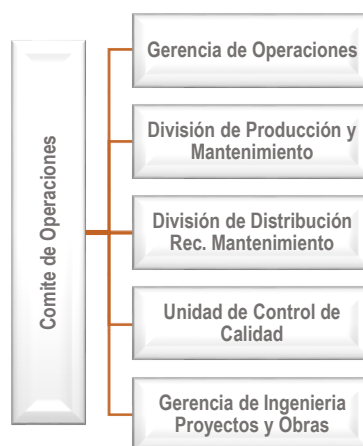 Comite de Operaciones
Gerencia de Operaciones
División de Producción y
Mantenimiento
División de Distribución
Rec. Mantenimiento
Unidad de Control de
Calidad
Gerencia de Ingenieria
Proyectos y Obras